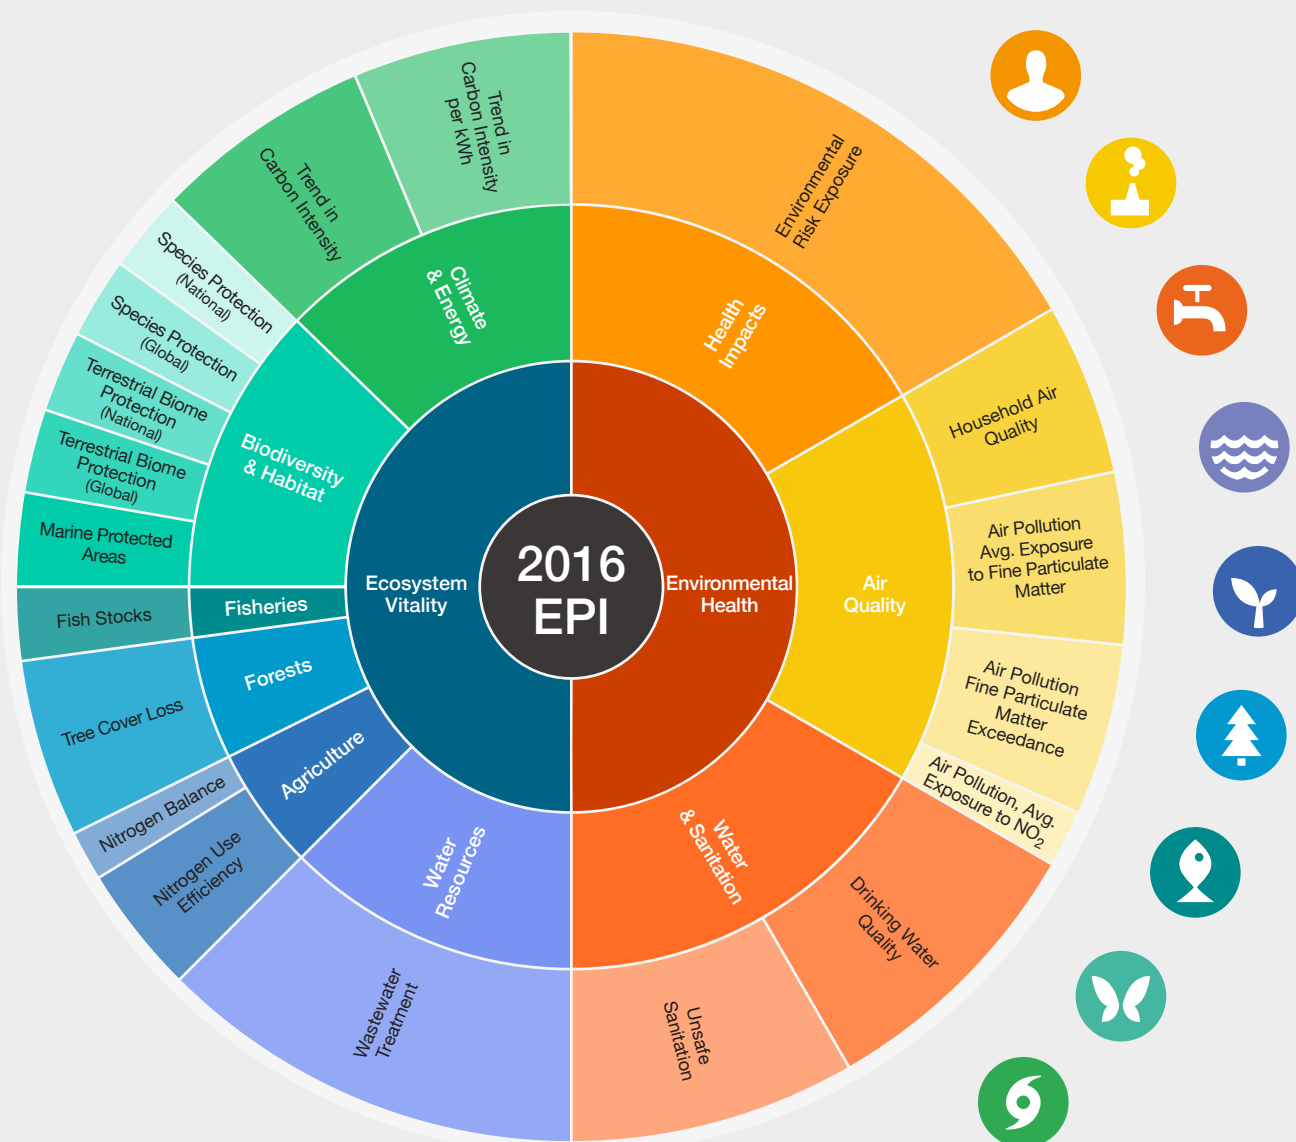 2016
EPI
Environmental
Health
Ecosystem
Vitality
Health
Impacts
Air
Quality
Water
& Sanitation
Water
Resources
Agriculture
Forests
Fisheries
Biodiversity
& Habitat
Climate
& Energy
Environmental
Risk Exposure
Household Air
Quality
Air Pollution
Avg. Exposure
to Fine Particulate
Matter
Air Pollution
Fine Particulate
Matter
Exceedance
Air Pollution, Avg.
Exposure to NO2
Drinking Water
Quality
Unsafe
Sanitation
Wastewater
Treatment
Nitrogen Use
Efficiency
Nitrogen Balance
Tree Cover Loss
Fish Stocks
Marine Protected
Areas
Terrestrial Biome
Protection
(Global)
Terrestrial Biome
Protection
(National)
Species Protection
(Global)
Species Protection
(National)
Trend in
Carbon Intensity
Trend in
Carbon Intensity
per kWh